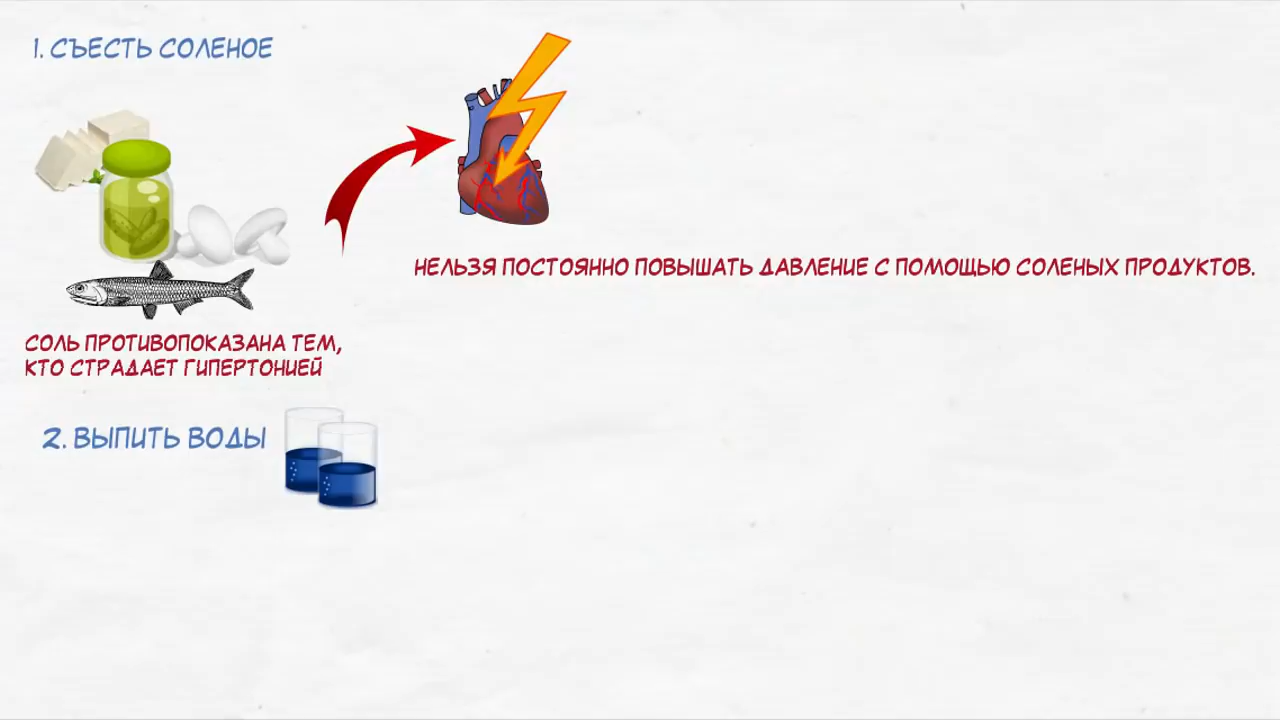 1. СЪЕСТЬ СОЛЕНОЕ
НЕЛЬЗЯ ПОСТОЯННО ПОВЫШАТЬ ДАВЛЕНИЕ С ПОМОЩЬЮ СОЛЕНЫХ ПРОДУКТОВ.
СОЛЬ ПРОТИВОПОКАЗАНА ТЕМ,
КТО СТРАДАЕТ ГИПЕРТОНИЕЙ
2. ВЫПИТЬ ВОДЫ